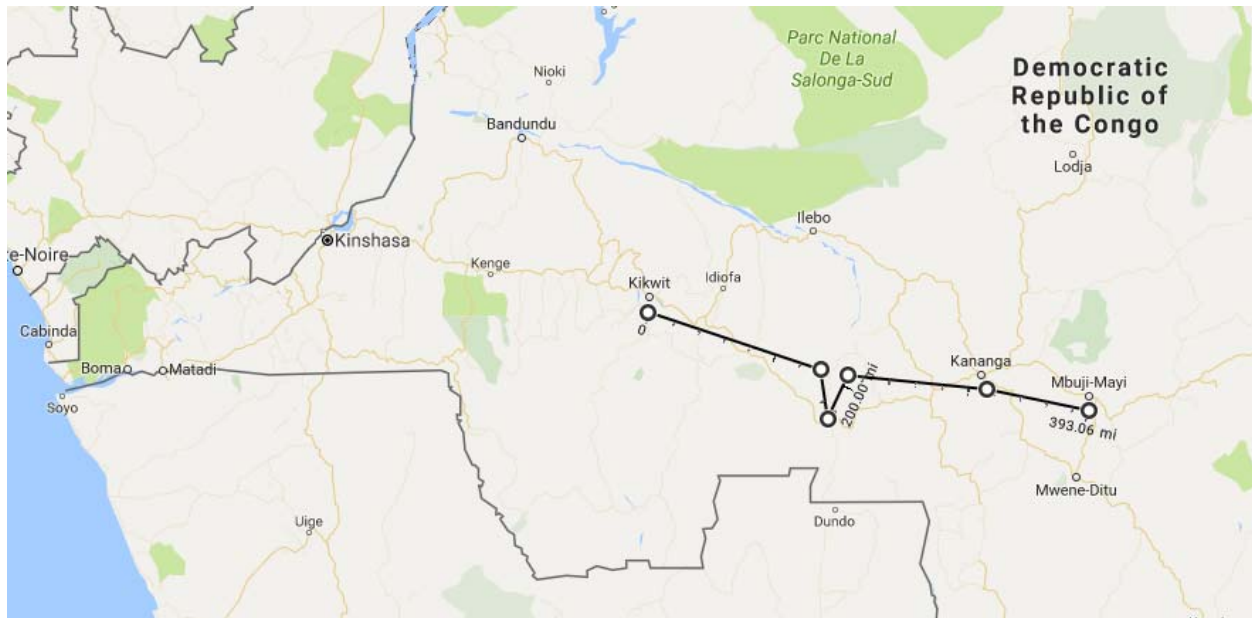 Parc National
De La
Salonga-Sud
Democratic
Republic of
the Congo
Nioki
Bandundu
Lodja
Ilebo
Kinshasa
te-Noire
Kenge
Kikwit
Idiofa
0
Cabinda
Boma
Matadi
Kananga
Mbuji-Mayi
Soyo
200.00 mi
393.06 mi
Mwene-Ditu
Uige
Dundo